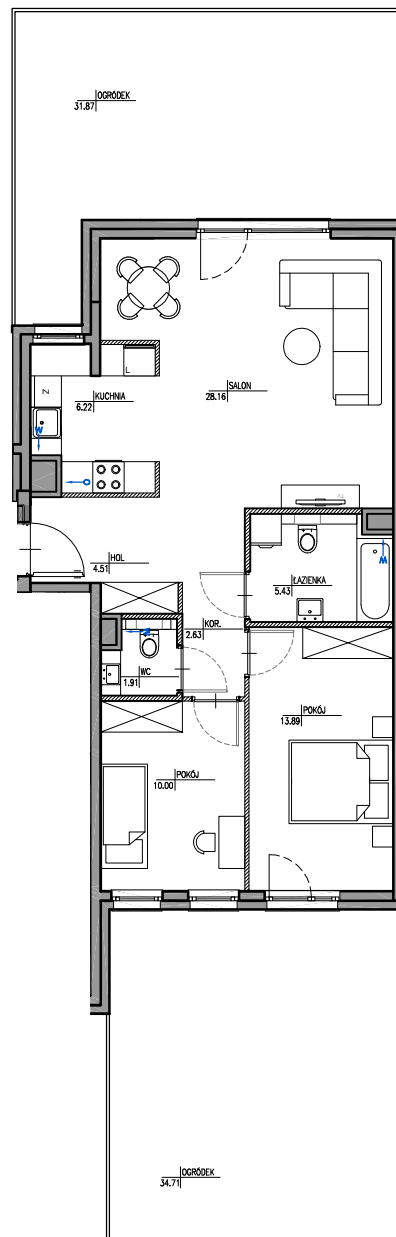 OGRÓDEK
31.87
L
Z
KUCHNIA
6.22
SALON
28.16
W
O
TV
HOL
4.51
W
ŁAZIENKA
5.43
KOR.
2.63
WC
1.91
POKÓJ
13.89
POKÓJ
10.00
OGRÓDEK
34.71